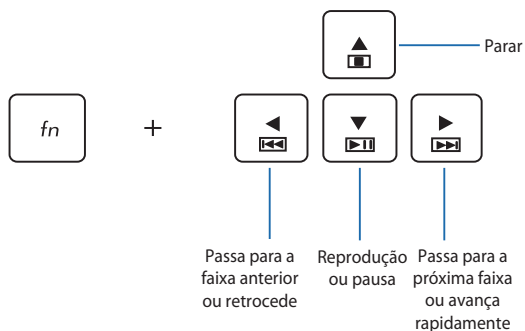 Parar
fn
+
Passa para a
faixa anterior
ou retrocede
Reprodução
ou pausa
Passa para a
próxima faixa
ou avança
rapidamente